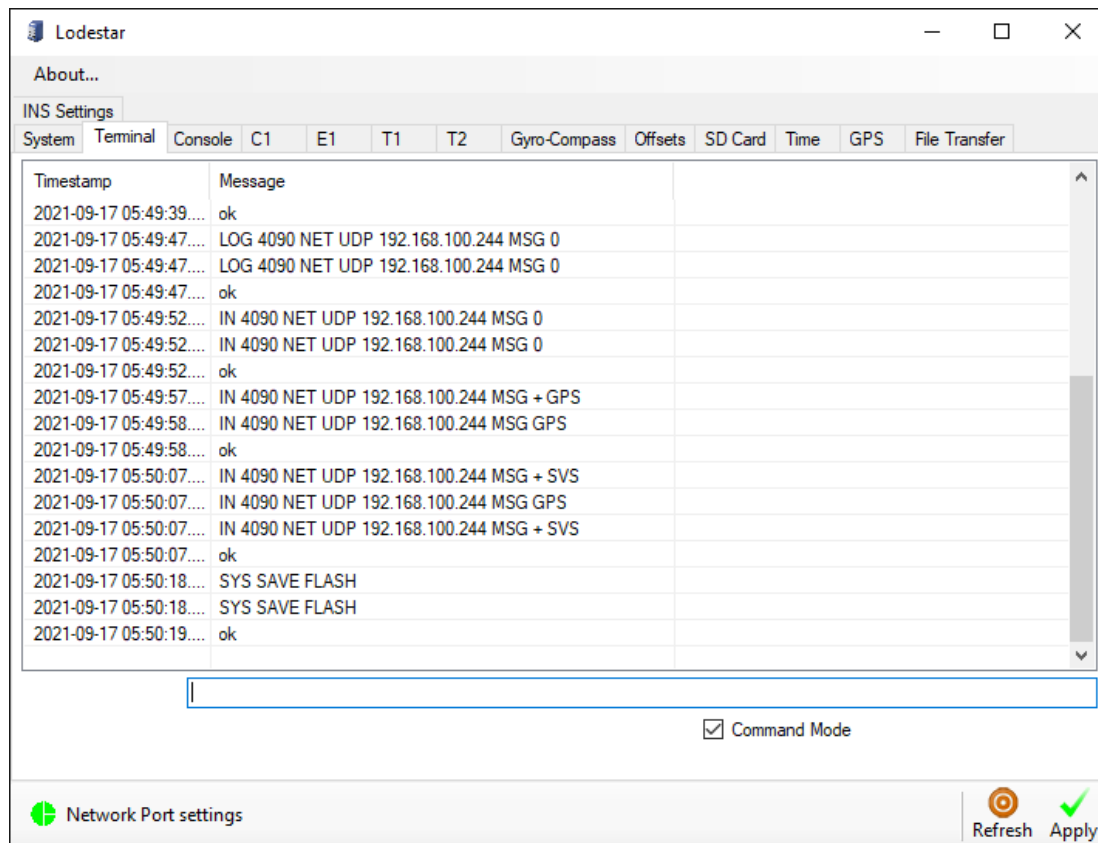 Lodestar
About...
INS Settings
System Terminal Console C1 E1 T1 T2 Gyro-Compass Offsets SD Card Time GPS File Transfer
Timestamp Message
2021-09-17 05:49:39.... ok
2021-09-17 05:49:47.... LOG 4090 NET UDP 192.168.100.244 MSG 0
2021-09-17 05:49:47.... LOG 4090 NET UDP 192.168.100.244 MSG 0
2021-09-17 05:49:47.... ok
2021-09-17 05:49:52.... IN 4090 NET UDP 192.168.100.244 MSG 0
2021-09-17 05:49:52.... IN 4090 NET UDP 192.168.100.244 MSG 0
2021-09-17 05:49:52.... ok
2021-09-17 05:49:57.... IN 4090 NET UDP 192.168.100.244 MSG + GPS
2021-09-17 05:49:58.... IN 4090 NET UDP 192.168.100.244 MSG GPS
2021-09-17 05:49:58.... ok
2021-09-17 05:50:07.... IN 4090 NET UDP 192.168.100.244 MSG + SVS
2021-09-17 05:50:07.... IN 4090 NET UDP 192.168.100.244 MSG GPS
2021-09-17 05:50:07.... IN 4090 NET UDP 192.168.100.244 MSG + SVS
2021-09-17 05:50:07.... ok
2021-09-17 05:50:18.... SYS SAVE FLASH
2021-09-17 05:50:18.... SYS SAVE FLASH
2021-09-17 05:50:19.... ok
Command Mode
Network Port settings
Refresh Apply